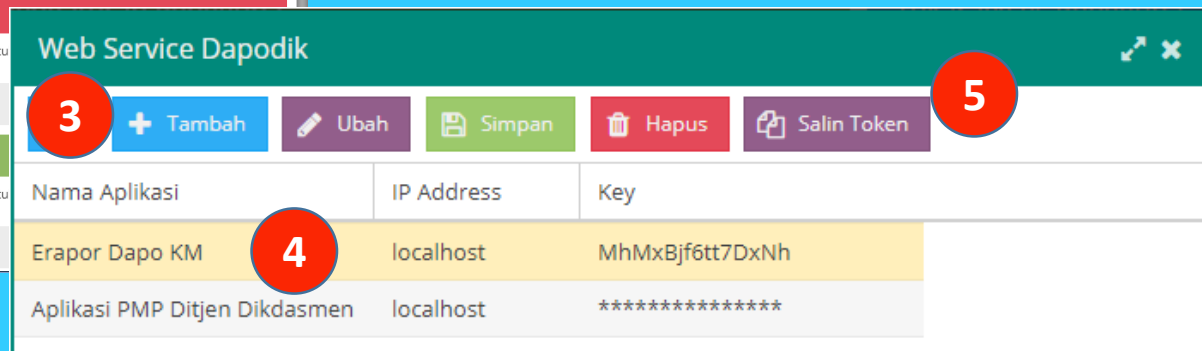 Web Service Dapodik
3 Tambah Ubah Simpan Hapus Salin Token 5
Nama Aplikasi IP Address Key
Erapor Dapo KM 4 localhost MhMxBjf6tt7DxNh
Aplikasi PMP Ditjen Dikdasmen localhost ***************